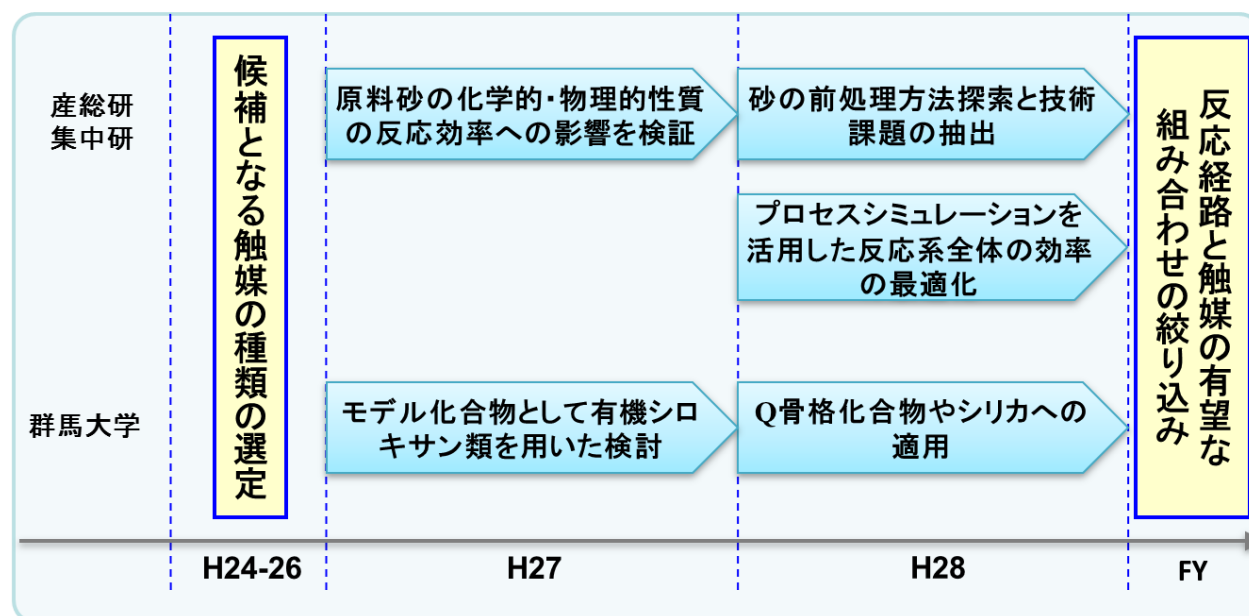 産総研
集中研
群馬大学
候補となる触媒の種類の選定
原料砂の化学的・物理的性質
の反応効率への影響を検証
砂の前処理方法探索と技術
課題の抽出
プロセスシミュレーションを
活用した反応系全体の効率
の最適化
モデル化合物として有機シロ
キサン類を用いた検討
Q骨格化合物やシリカへの
適用
反応経路と触媒の有望な
組み合わせの絞り込み
H24-26
H27
H28
FY